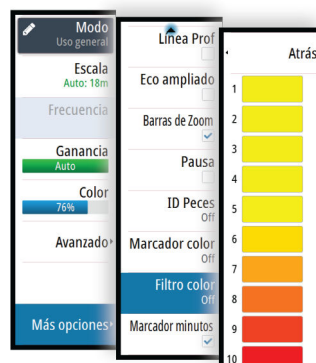 Modo
Uso general
Escala
Auto: 18m
Frecuencia
Ganancia
Auto
Color
76%
Avanzado
Más opciones
Línea Prof
Eco ampliado
Barras de Zoom
Pausa
ID Peces
Off
Marcador color
Off
Filtro color
Off
Marcador minutos
Atrás
1
2
3
4
5
6
7
8
9
10